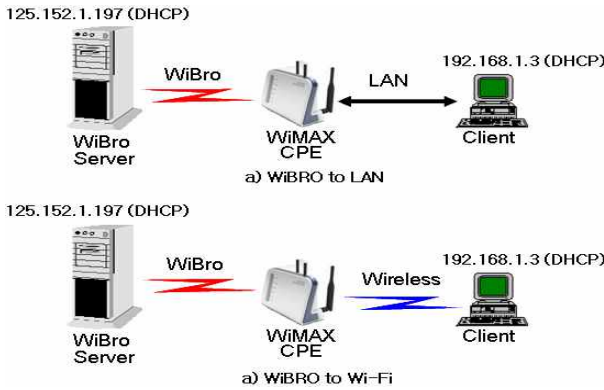 125.152.1.197 (DHCP)
WiBro
LAN
192.168.1.3 (DHCP)
WiBro
Server
WiMAX
CPE
Client
a) WiBRO to LAN
125.152.1.197 (DHCP)
WiBro
Wireless
192.168.1.3 (DHCP)
WiBro
Server
WiMAX
CPE
Client
a) WiBRO to Wi-Fi